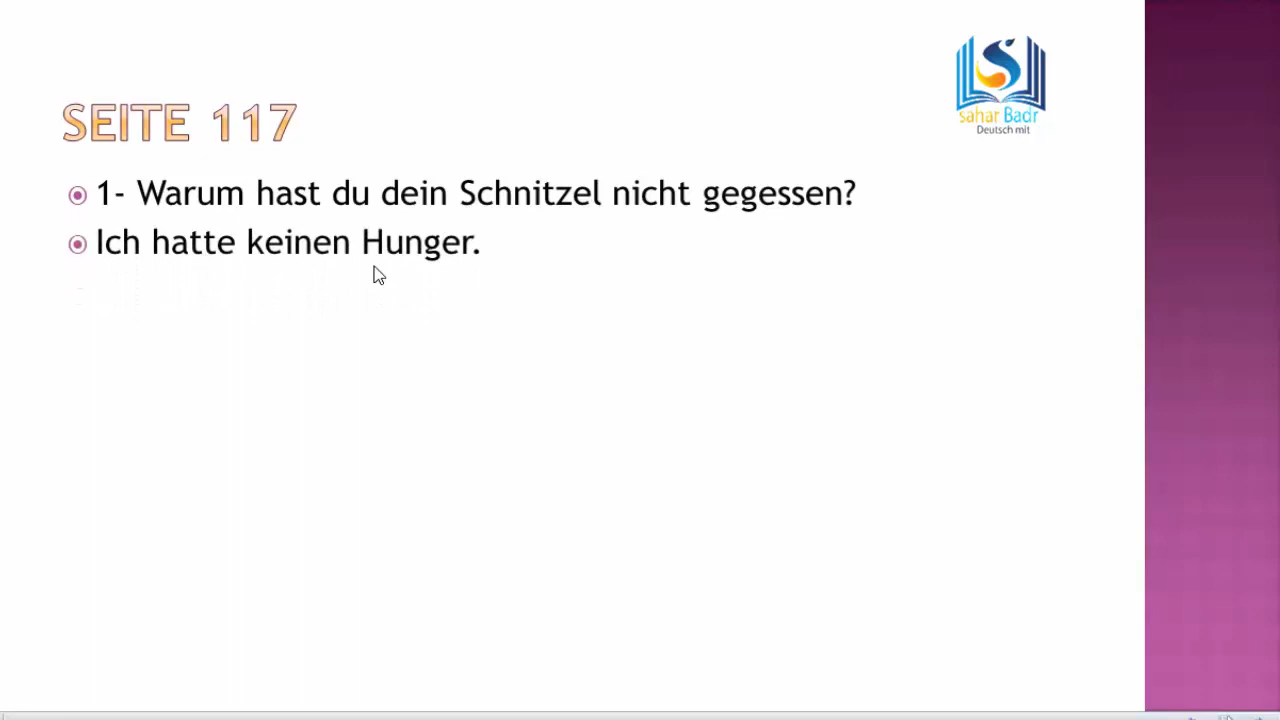 SEITE 117
sahar Badr
Deutsch mit
1- Warum hast du dein Schnitzel nicht gegessen?
Ich hatte keinen Hunger.